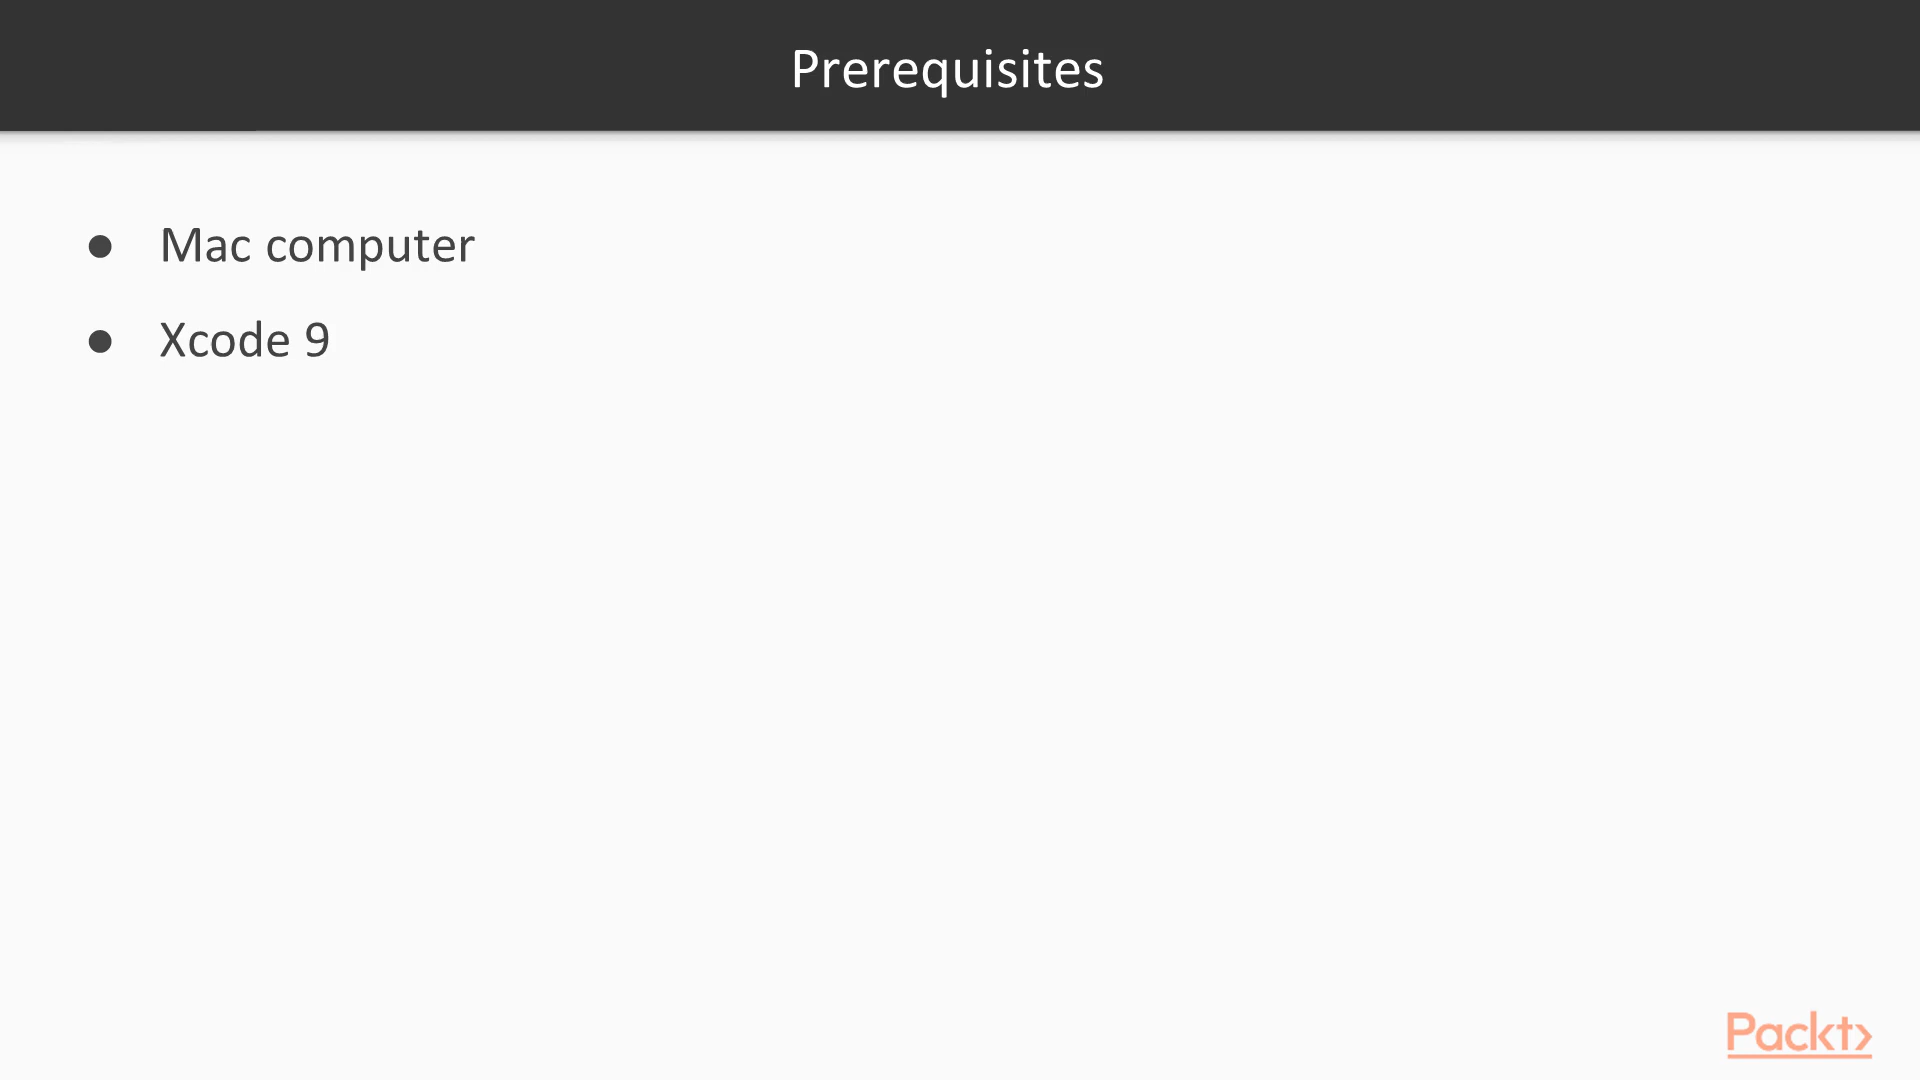 Prerequisites
● Mac computer
● Xcode 9
Packt>